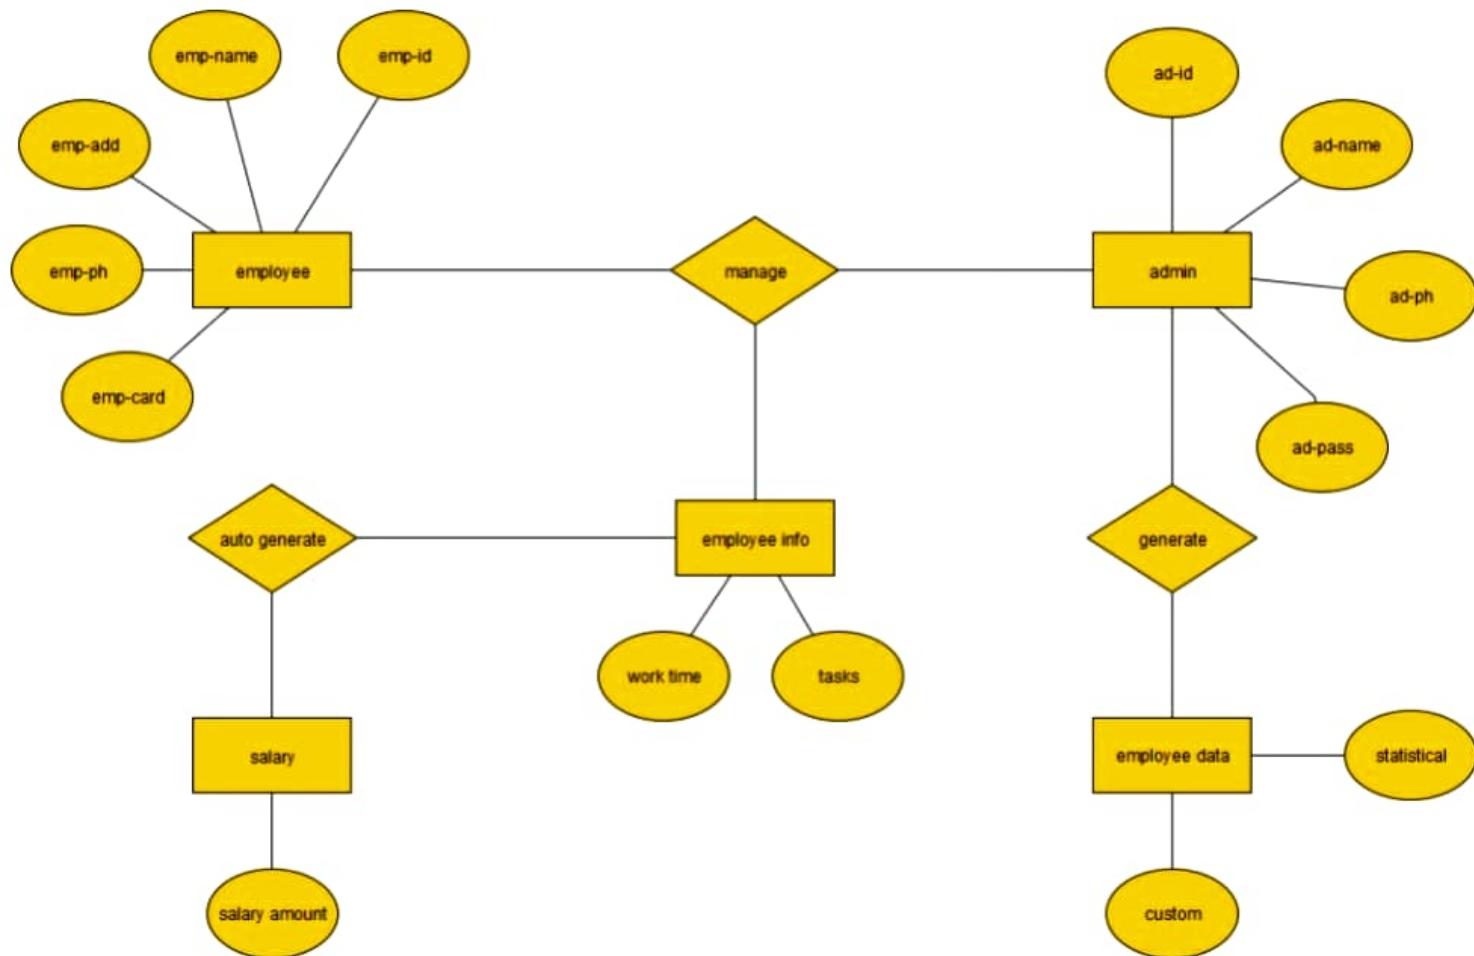 emp-name
emp-id
ad-id
emp-add
ad-name
emp-ph
employee
manage
admin
ad-ph
emp-card
ad-pass
auto generate
employee info
generate
work time
tasks
salary
employee data
statistical
salary amount
custom